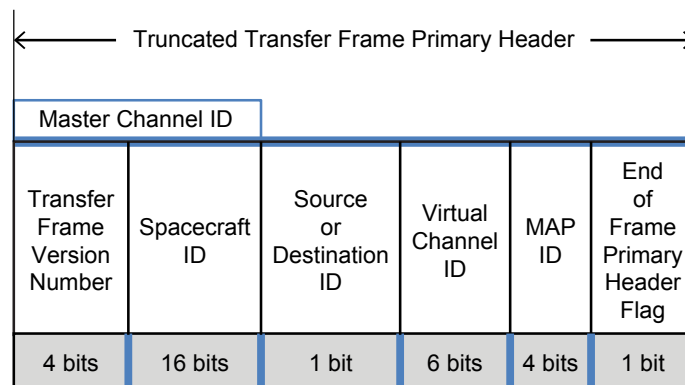 Truncated Transfer Frame Primary Header
Master Channel ID
Transfer
Frame
Version
Number
Spacecraft
ID
Source
or
Destination
ID
Virtual
Channel
ID
MAP
ID
End
of
Frame
Primary
Header
Flag
4 bits
16 bits
1 bit
6 bits
4 bits
1 bit